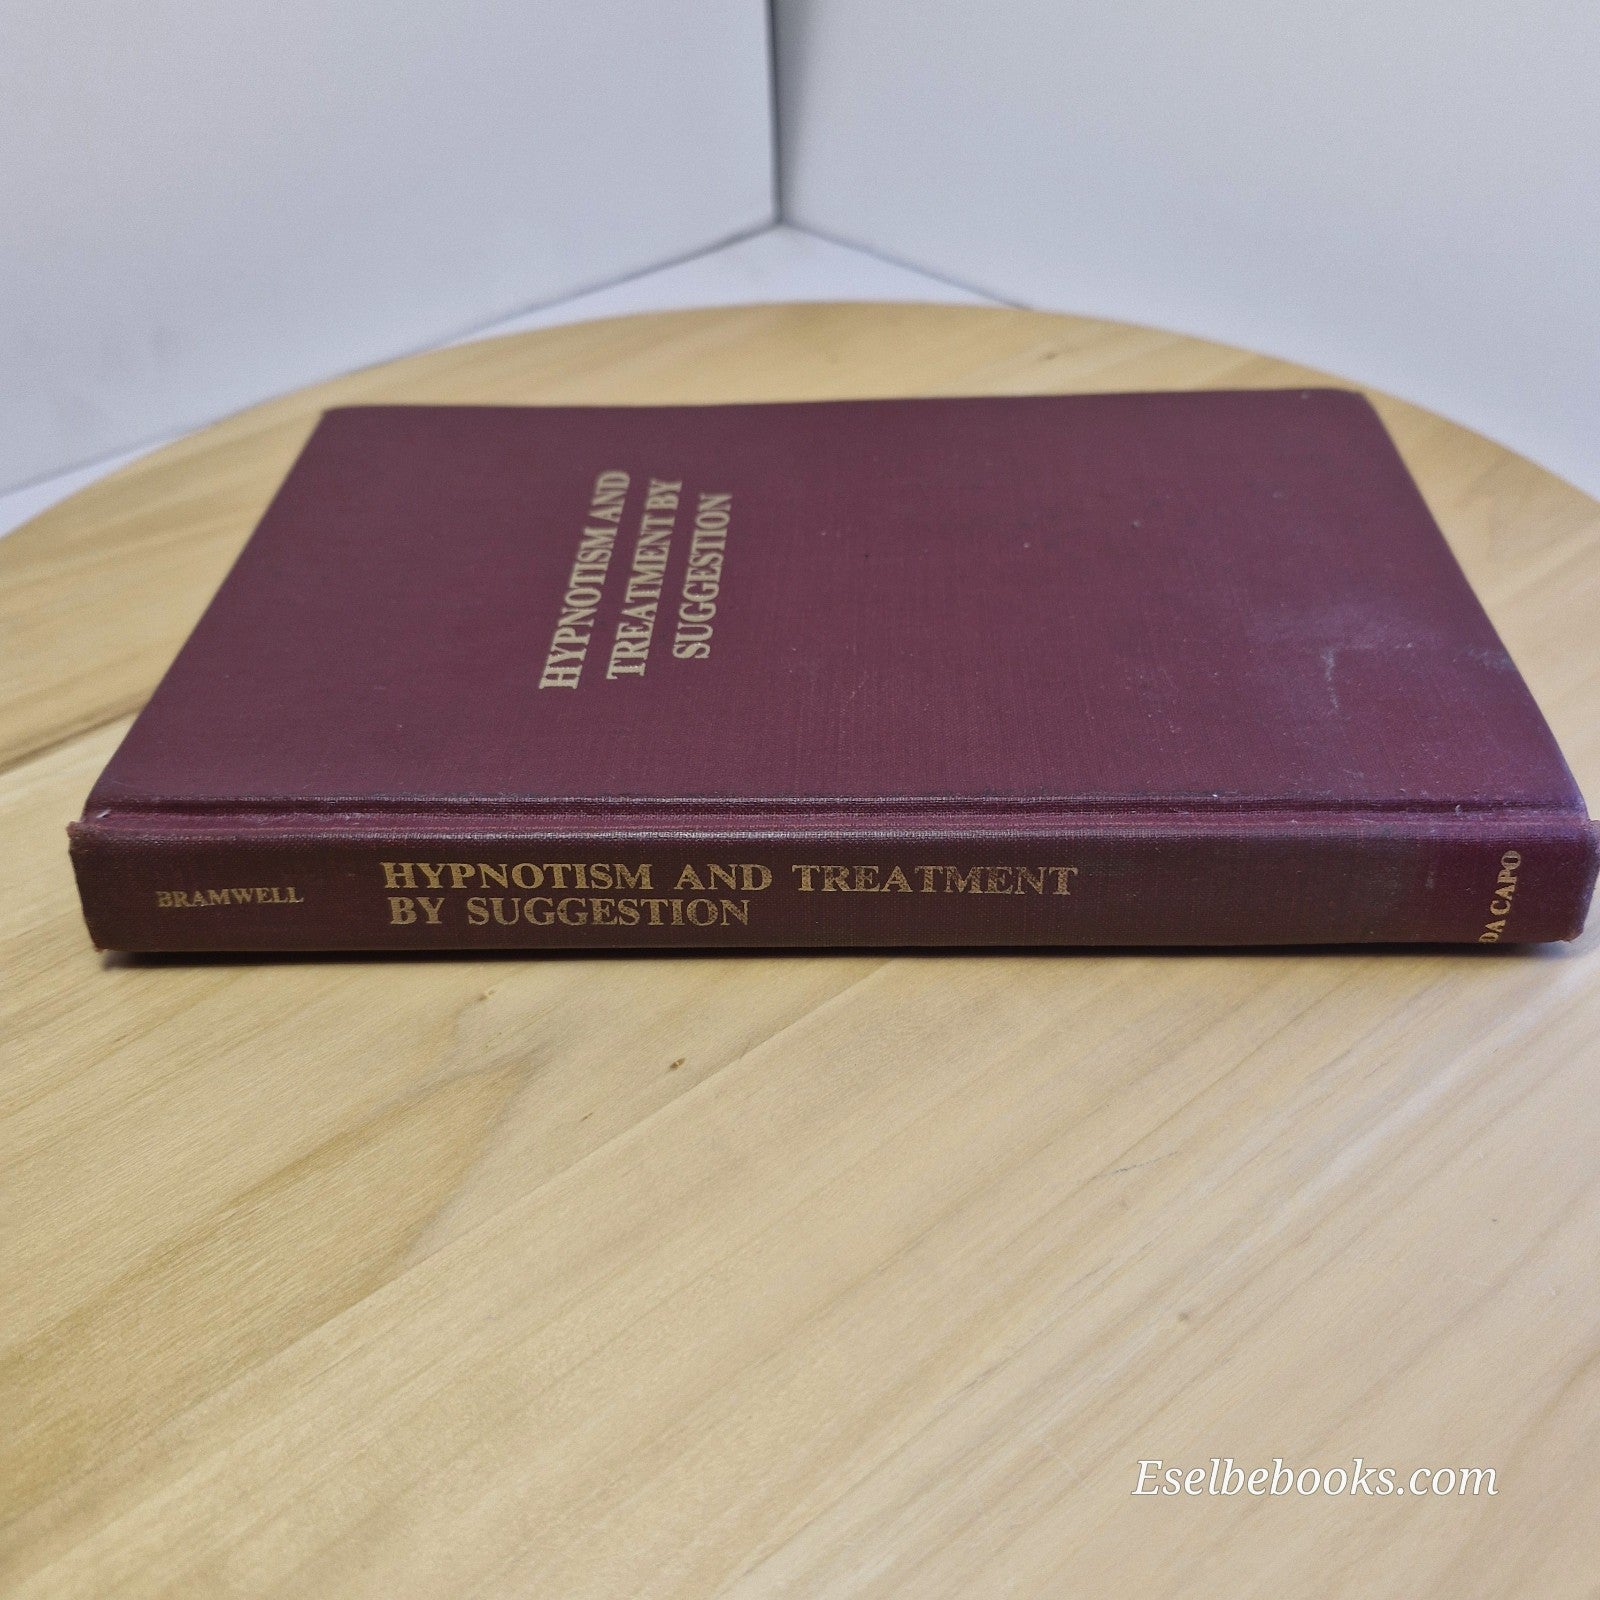 HYPNOTISM AND
TREATMENT BY
SUGGESTION
BRAMWELL
HYPNOTISM AND TREATMENT
BY SUGGESTION
DA CAPO
Eselbebooks.com